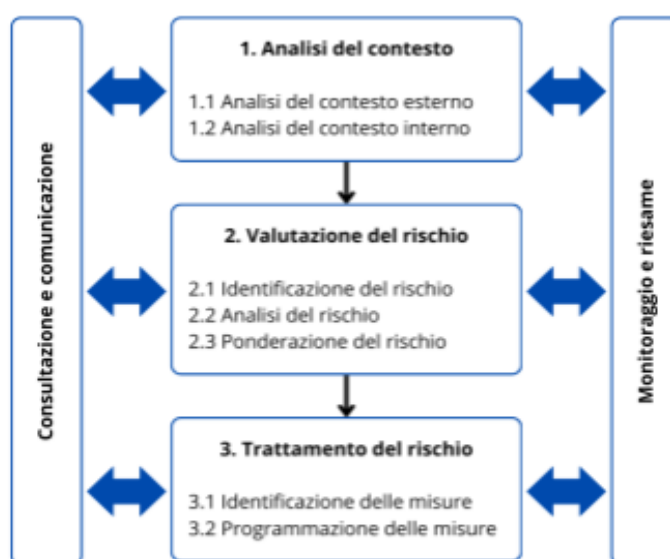 Consultazione e comunicazione
1. Analisi del contesto
1.1 Analisi del contesto esterno
1.2 Analisi del contesto interno
2. Valutazione del rischio
2.1 Identificazione del rischio
2.2 Analisi del rischio
2.3 Ponderazione del rischio
3. Trattamento del rischio
3.1 Identificazione delle misure
3.2 Programmazione delle misure
Monitoraggio e riesame